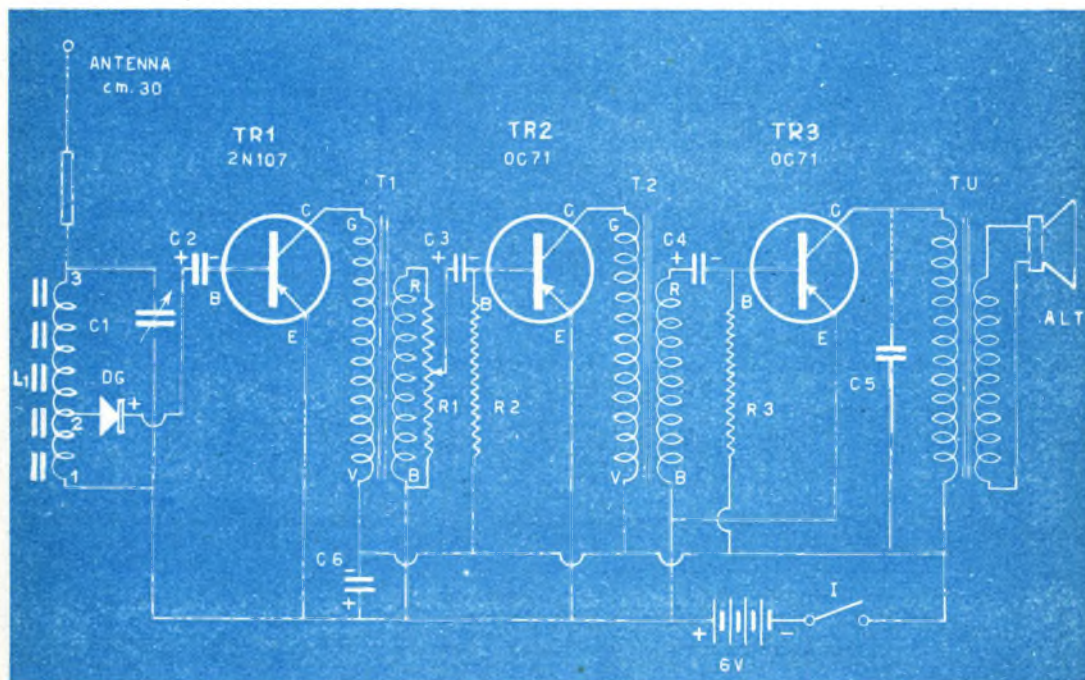 ANTENNA
cm. 30
TR1
2N107
TR2
OC71
TR3
OC71
T1
T.2
T.U
C
G
C
G
C
C2
+ -
B
C3
+ -
R
B
C4
+ -
R
B
3
C1
E
E
E
ALT
L1
DG
+
2
R1
R2
R3
C5
1
V
B
V
B
C6
-
+
I
+ -
6V